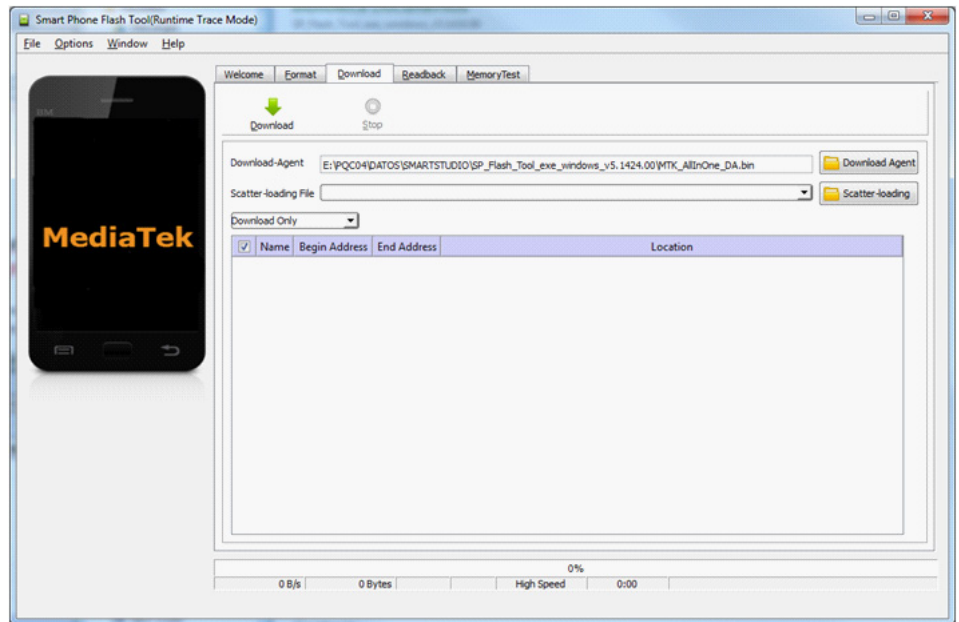 Smart Phone Flash Tool(Runtime Trace Mode)
File Options Window Help
BM
MediaTek
Welcome Format Download Readback MemoryTest
Download Stop
Download-Agent E:\PQC04\DATOS\SMARTSTUDIO\SP_Flash_Tool_exe_windows_v5.1424.00\MTK_AllInOne_DA.bin Download Agent
Scatter-loading File Scatter-loading
Download Only
Name Begin Address End Address Location
0%
0 B/s 0 Bytes High Speed 0:00